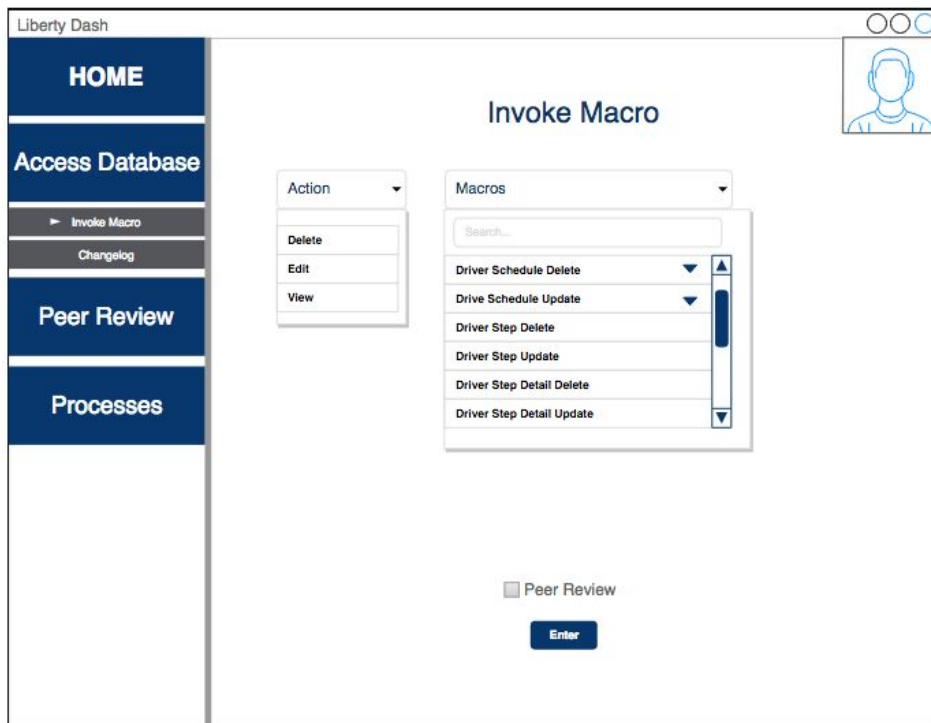 Liberty Dash
HOME
Access Database
Invoke Macro
Changelog
Peer Review
Processes
Invoke Macro
Action
Delete
Edit
View
Macros
Search...
Driver Schedule Delete
Drive Schedule Update
Driver Step Delete
Driver Step Update
Driver Step Detail Delete
Driver Step Detail Update
Peer Review
Enter